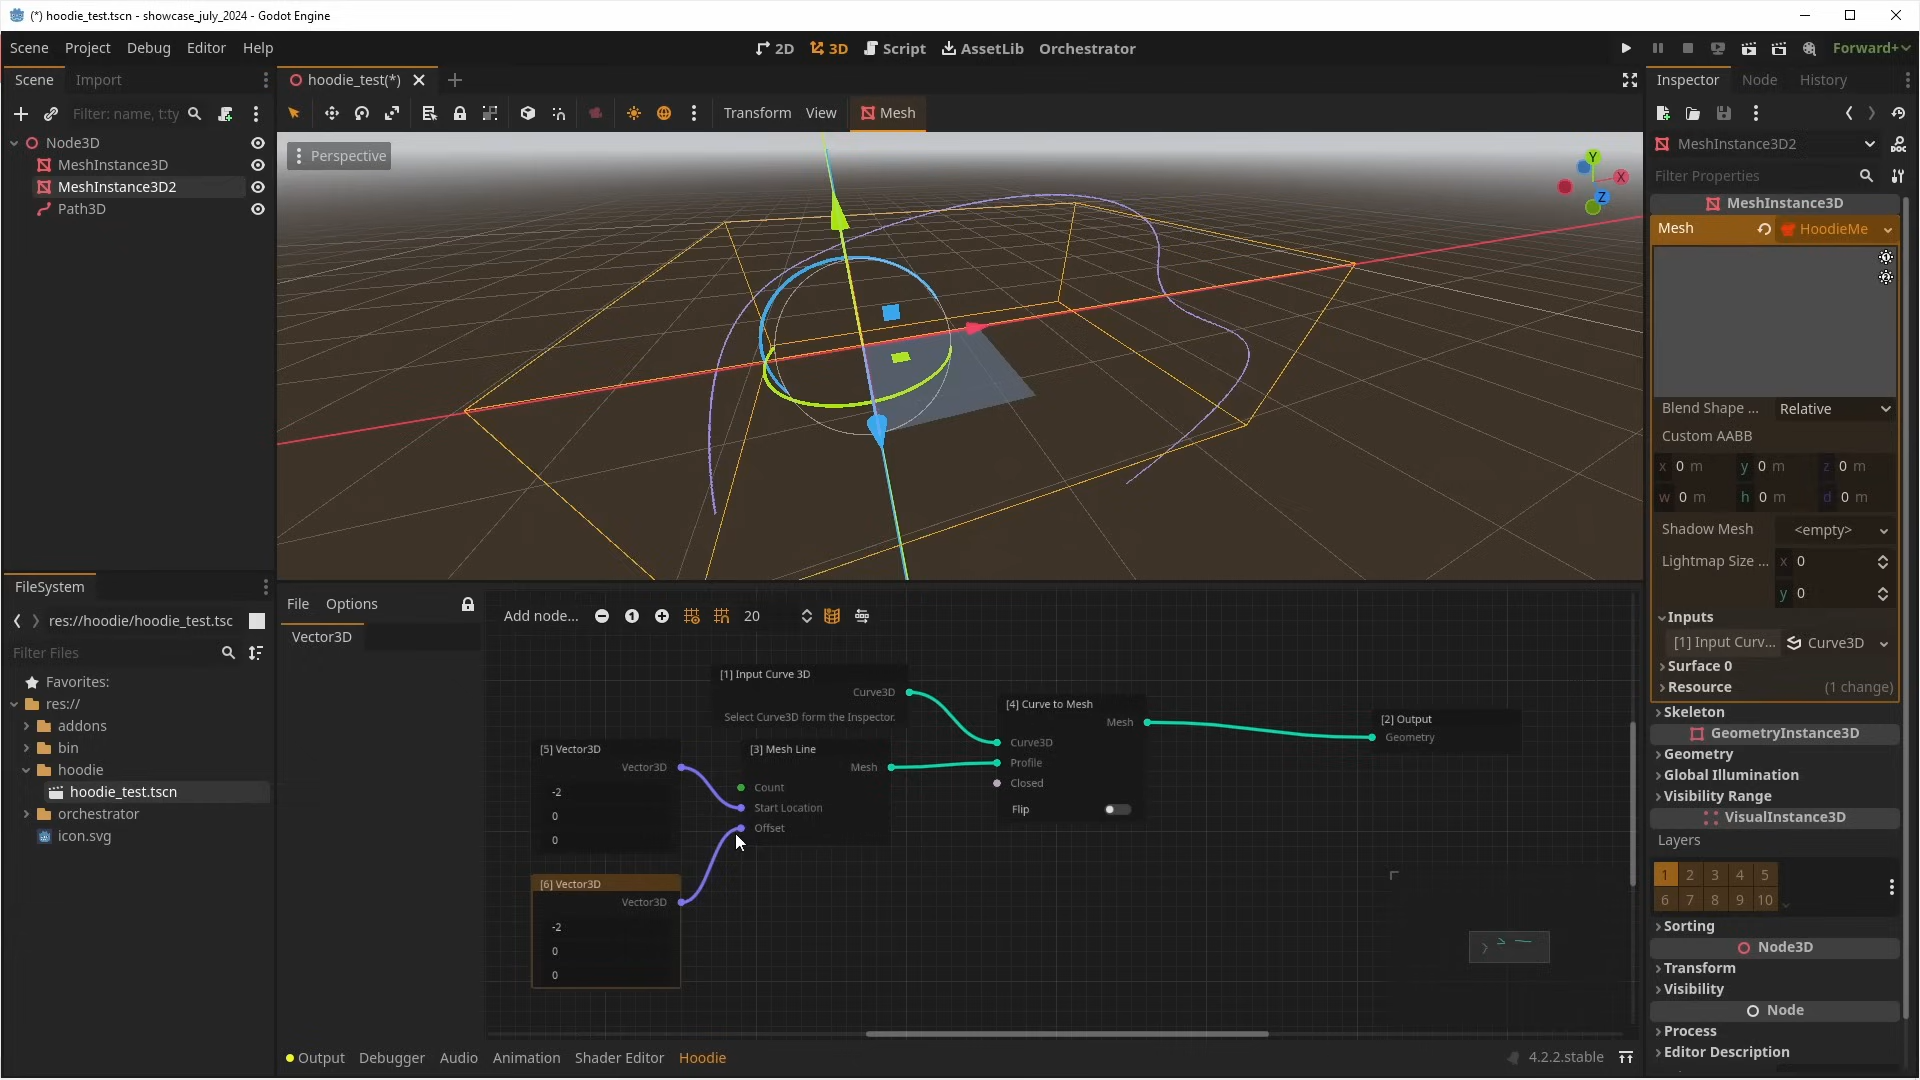 (*) hoodie_test.tscn - showcase_july_2024 - Godot Engine
Scene Project Debug Editor Help
2D 3D Script AssetLib Orchestrator
Forward+
Scene Import
Filter: name, t:ty
Node3D
MeshInstance3D
MeshInstance3D2
Path3D
hoodie_test(*)
Transform View Mesh
Perspective
Y
X
Z
FileSystem
res://hoodie/hoodie_test.tsc
Filter Files
Favorites:
res://
addons
bin
hoodie
hoodie_test.tscn
orchestrator
icon.svg
File Options
Vector3D
Add node...
1
20
[1] Input Curve 3D
Curve3D
Select Curve3D form the Inspector.
[5] Vector3D
Vector3D
-2
0
0
[3] Mesh Line
Mesh
Count
Start Location
Offset
[6] Vector3D
Vector3D
-2
0
0
[4] Curve to Mesh
Mesh
Curve3D
Profile
Closed
Flip
[2] Output
Geometry
Output Debugger Audio Animation Shader Editor Hoodie
4.2.2.stable
Inspector Node History
MeshInstance3D2
Filter Properties
MeshInstance3D
Mesh HoodieMe
Blend Shape ... Relative
Custom AABB
x 0 m y 0 m z 0 m
w 0 m h 0 m d 0 m
Shadow Mesh <empty>
Lightmap Size ... x 0
y 0
Inputs
[1] Input Curv... Curve3D
Surface 0
Resource (1 change)
Skeleton
GeometryInstance3D
Geometry
Global Illumination
Visibility Range
VisualInstance3D
Layers
1 2 3 4 5
6 7 8 9 10
Sorting
Node3D
Transform
Visibility
Node
Process
Editor Description